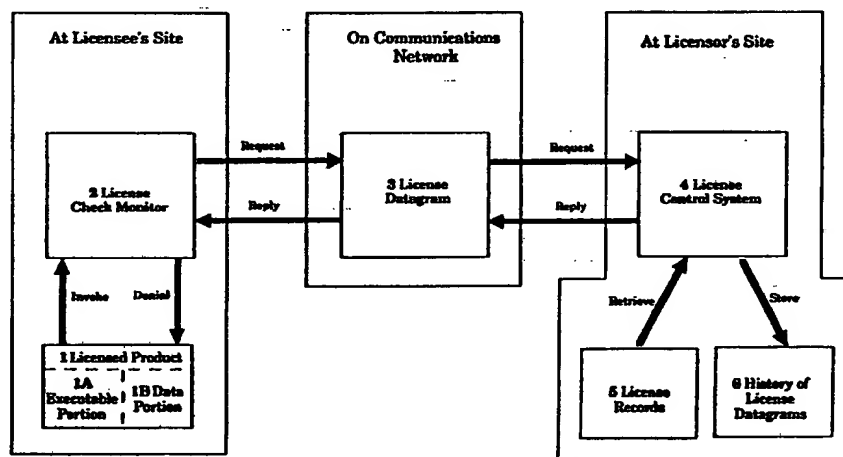 At Licensee's Site
On Communications
Network
At Licensor's Site
Request
Request
2 License
Check Monitor
3 License
Datagram
4 License
Control System
Reply
Reply
Invoke
Denial
Retrieve
Store
1 Licensed Product
1A
Executable
Portion
1B Data
Portion
5 License
Records
6 History of
License
Datagrams